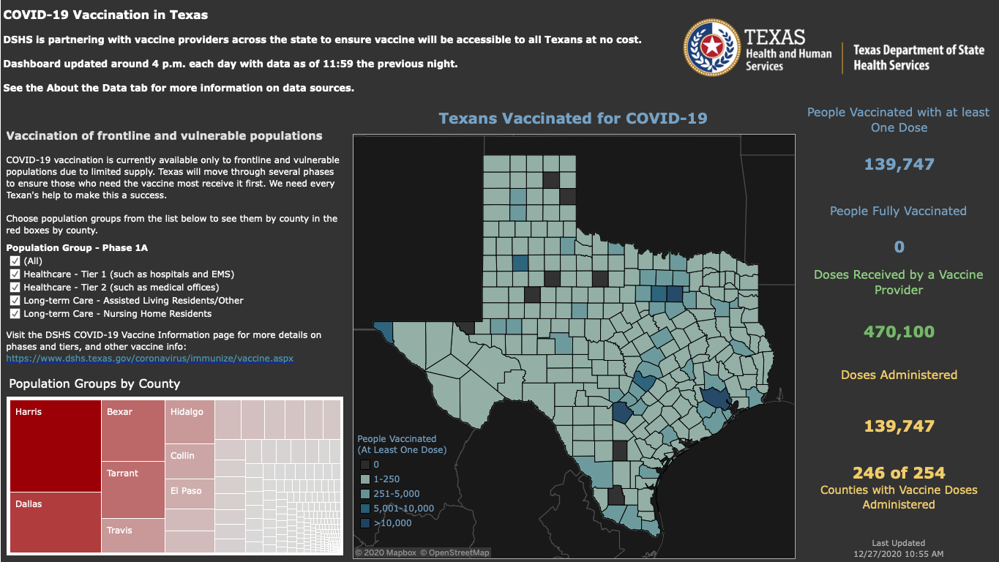 COVID-19 Vaccination in Texas
DSHS is partnering with vaccine providers across the state to ensure vaccine will be accessible to all Texans at no cost.
Dashboard updated around 4 p.m. each day with data as of 11:59 the previous night.
See the About the Data tab for more information on data sources.
TEXAS
Health and Human
Services
Texas Department of State
Health Services
Vaccination of frontline and vulnerable populations
COVID-19 vaccination is currently available only to frontline and vulnerable
populations due to limited supply. Texas will move through several phases
to ensure those who need the vaccine most receive it first. We need every
Texan's help to make this a success.
Choose population groups from the list below to see them by county in the
red boxes by county.
Population Group - Phase 1A
(All)
Healthcare - Tier 1 (such as hospitals and EMS)
Healthcare - Tier 2 (such as medical offices)
Long-term Care - Assisted Living Residents/Other
Long-term Care - Nursing Home Residents
Visit the DSHS COVID-19 Vaccine Information page for more details on
phases and tiers, and other vaccine info:
https://www.dshs.texas.gov/coronavirus/immunize/vaccine.aspx
Population Groups by County
Harris
Dallas
Bexar
Tarrant
Travis
Hidalgo
Collin
El Paso
Texans Vaccinated for COVID-19
People Vaccinated
(At Least One Dose)
0
1-250
251-5,000
5,001-10,000
>10,000
© 2020 Mapbox © OpenStreetMap
People Vaccinated with at least
One Dose
139,747
People Fully Vaccinated
0
Doses Received by a Vaccine
Provider
470,100
Doses Administered
139,747
246 of 254
Counties with Vaccine Doses
Administered
Last Updated
12/27/2020 10:55 AM